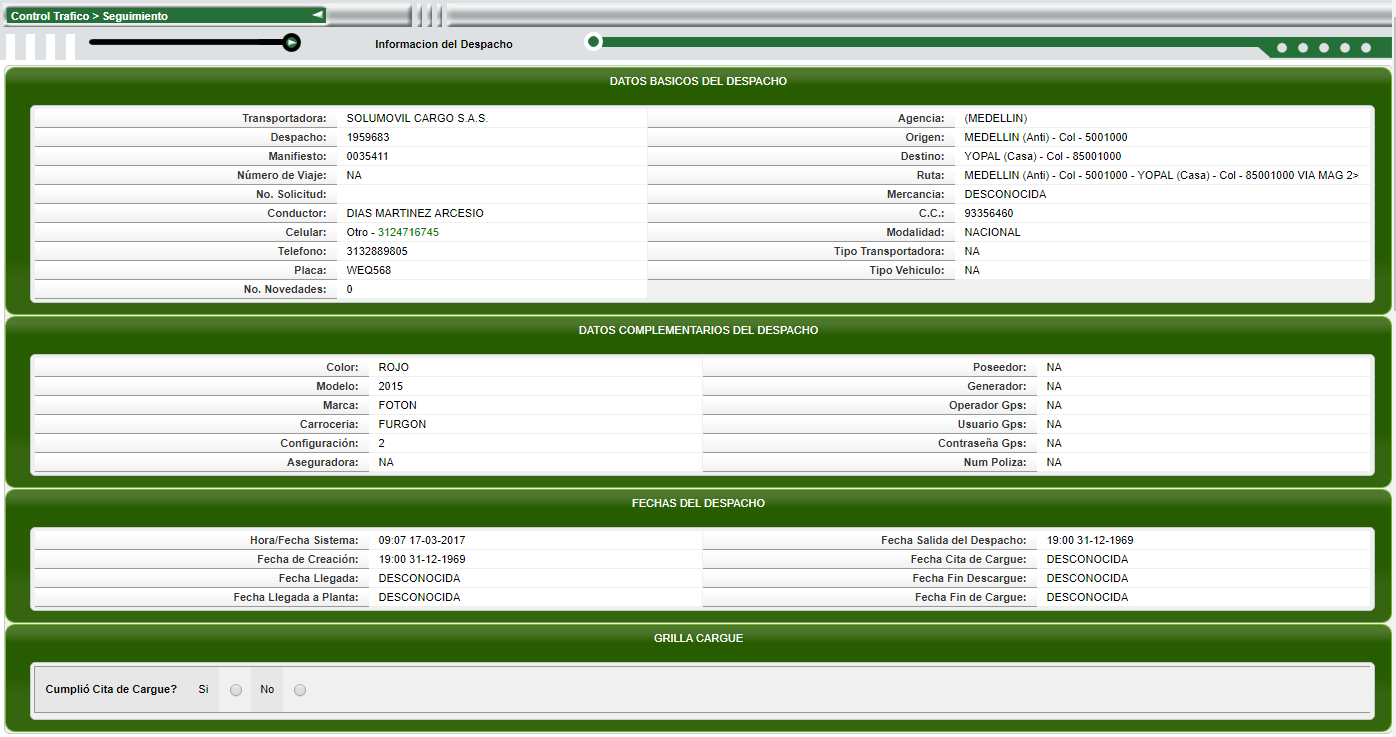 Control Trafico > Seguimiento
Informacion del Despacho
DATOS BASICOS DEL DESPACHO
Transportadora: SOLUMOVIL CARGO S.A.S. Agencia: (MEDELLIN)
Despacho: 1959683 Origen: MEDELLIN (Anti) - Col - 5001000
Manifiesto: 0035411 Destino: YOPAL (Casa) - Col - 85001000
Número de Viaje: NA Ruta: MEDELLIN (Anti) - Col - 5001000 - YOPAL (Casa) - Col - 85001000 VIA MAG 2>
No. Solicitud: Mercancia: DESCONOCIDA
Conductor: DIAS MARTINEZ ARCESIO C.C.: 93356460
Celular: Otro - 3124716745 Modalidad: NACIONAL
Telefono: 3132889805 Tipo Transportadora: NA
Placa: WEQ568 Tipo Vehiculo: NA
No. Novedades: 0
DATOS COMPLEMENTARIOS DEL DESPACHO
Color: ROJO Poseedor: NA
Modelo: 2015 Generador: NA
Marca: FOTON Operador Gps: NA
Carroceria: FURGON Usuario Gps: NA
Configuración: 2 Contraseña Gps: NA
Aseguradora: NA Num Poliza: NA
FECHAS DEL DESPACHO
Hora/Fecha Sistema: 09:07 17-03-2017 Fecha Salida del Despacho: 19:00 31-12-1969
Fecha de Creación: 19:00 31-12-1969 Fecha Cita de Cargue: DESCONOCIDA
Fecha Llegada: DESCONOCIDA Fecha Fin Descargue: DESCONOCIDA
Fecha Llegada a Planta: DESCONOCIDA Fecha Fin de Cargue: DESCONOCIDA
GRILLA CARGUE
Cumplió Cita de Cargue? Si No